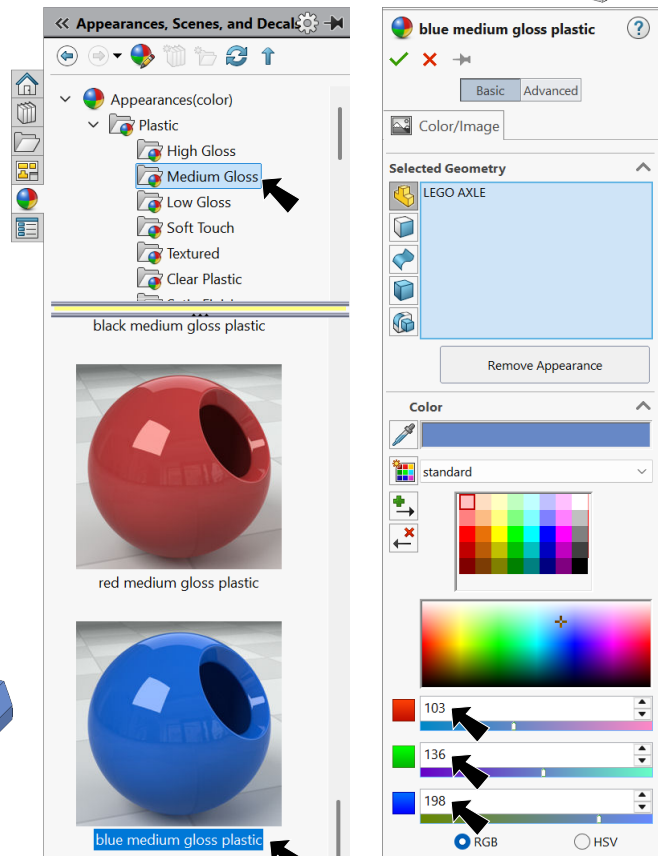 << Appearances, Scenes, and Decals
Appearances(color)
Plastic
High Gloss
Medium Gloss
Low Gloss
Soft Touch
Textured
Clear Plastic
black medium gloss plastic
red medium gloss plastic
blue medium gloss plastic
blue medium gloss plastic
?
Basic
Advanced
Color/Image
Selected Geometry
LEGO AXLE
Remove Appearance
Color
standard
103
136
198
RGB
HSV